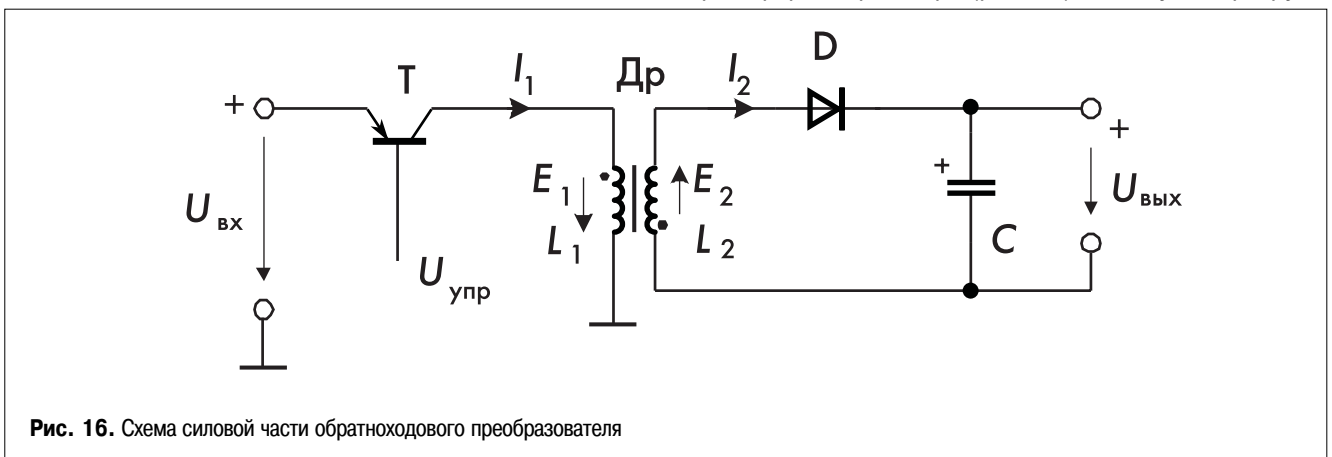 T
I1
Др
I2
D
+
+
E1
E2
+
Uвх
L1
L2
C
Uвых
Uупр
Рис. 16. Схема силовой части обратноходового преобразователя